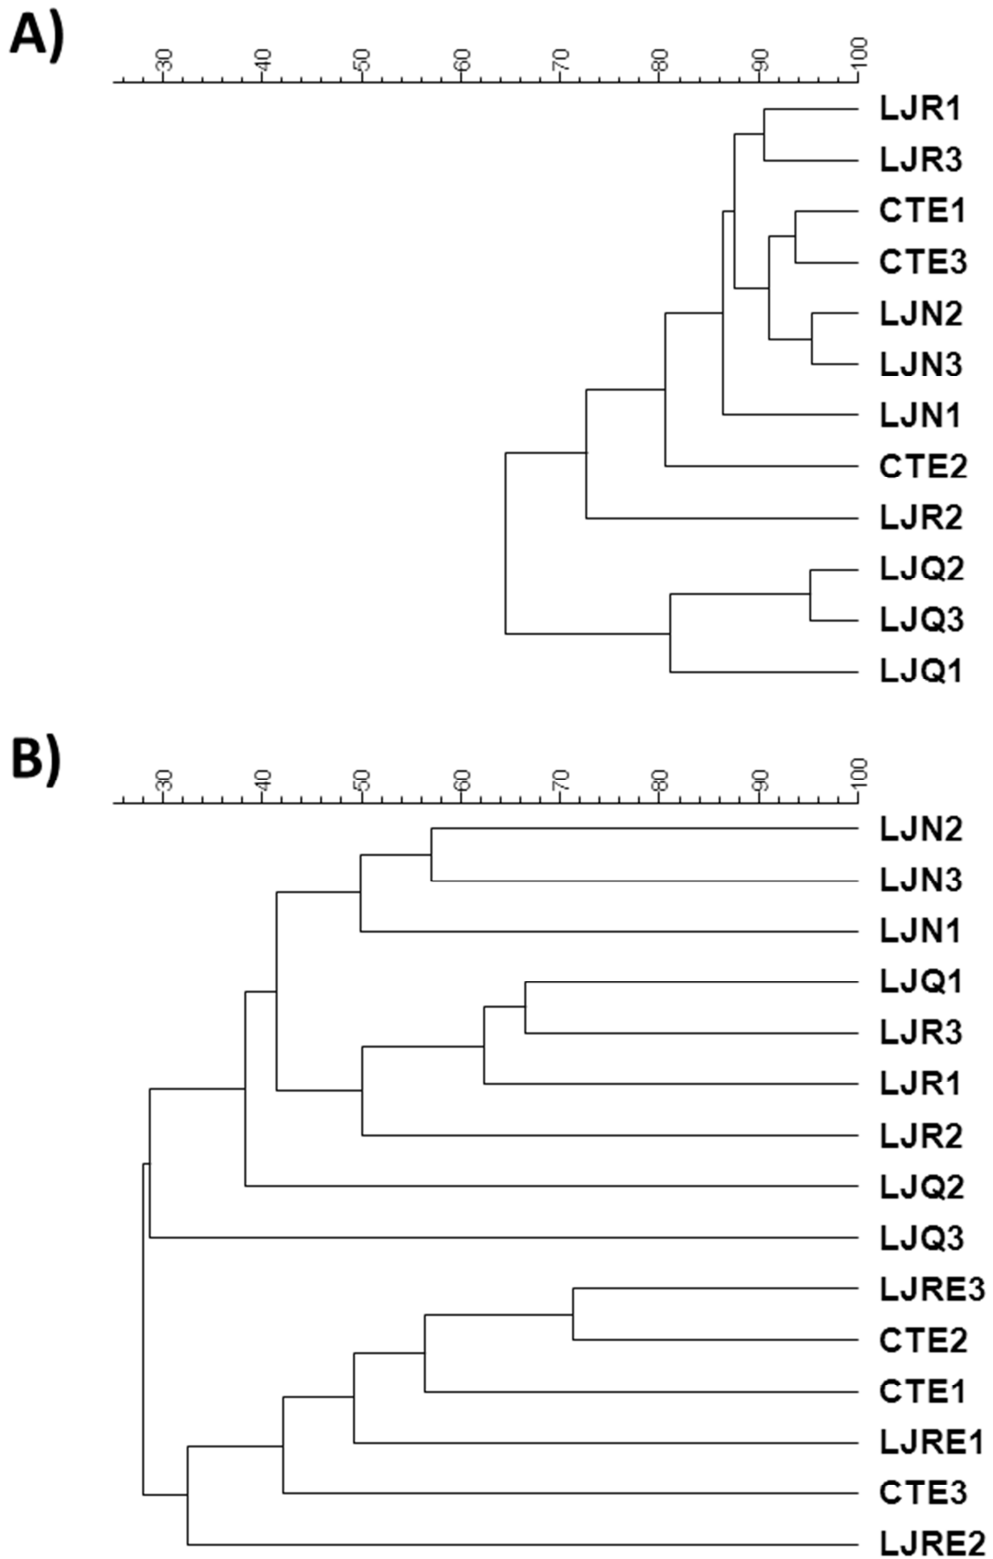 A)
30 40 50 60 70 80 90 100
LJR1
LJR3
CTE1
CTE3
LJN2
LJN3
LJN1
CTE2
LJR2
LJQ2
LJQ3
LJQ1
B)
30 40 50 60 70 80 90 100
LJN2
LJN3
LJN1
LJQ1
LJR3
LJR1
LJR2
LJQ2
LJQ3
LJRE3
CTE2
CTE1
LJRE1
CTE3
LJRE2